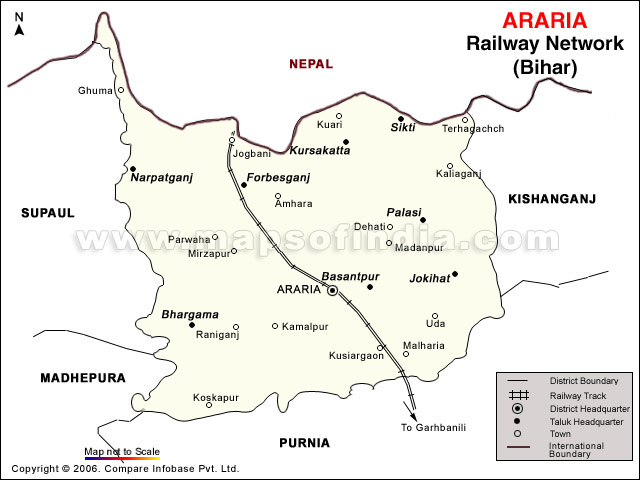 N
ARARIA
Railway Network
(Bihar)
NEPAL
Ghuma
Kuari
Sikti
Terhagachch
Jogbani
Kursakatta
Narpatganj
Forbesganj
Kaliaganj
Amhara
KISHANGANJ
SUPAUL
Palasi
Dehati
Parwaha
Madanpur
www.mapsofindia.com
Mirzapur
Basantpur
Jokihat
ARARIA
Bhargama
Uda
Raniganj
Kamalpur
Kusiargaon
Malharia
MADHEPURA
Koskapur
To Garhbanili
PURNIA
District Boundary
Railway Track
District Headquarter
Taluk Headquarter
Town
International
Boundary
Map not to Scale
Copyright © 2006. Compare Infobase Pvt. Ltd.